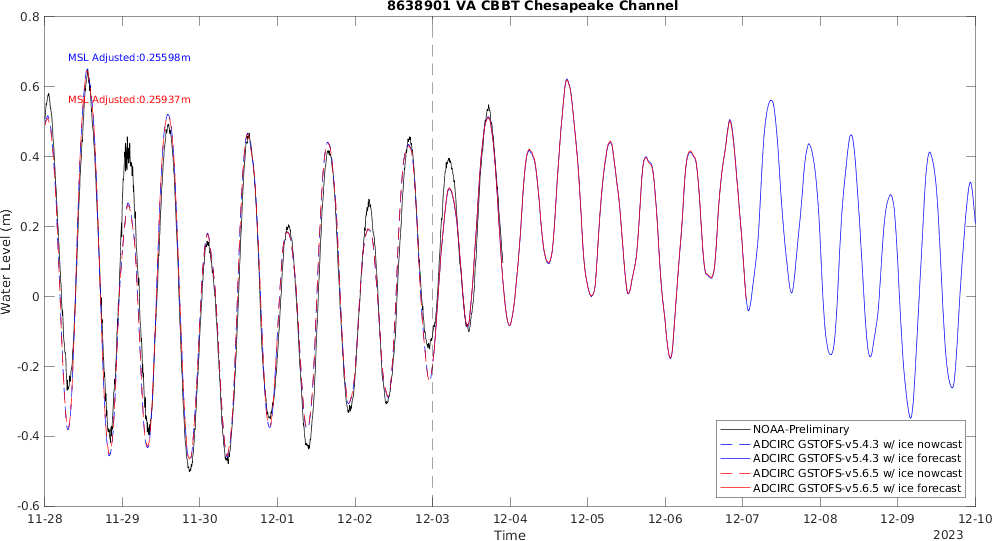 8638901 VA CBBT Chesapeake Channel
0.8
0.6
0.4
0.2
0
-0.2
-0.4
-0.6
Water Level (m)
MSL Adjusted:0.25598m
MSL Adjusted:0.25937m
NOAA-Preliminary
ADCIRC GSTOFS-v5.4.3 w/ ice nowcast
ADCIRC GSTOFS-v5.4.3 w/ ice forecast
ADCIRC GSTOFS-v5.6.5 w/ ice nowcast
ADCIRC GSTOFS-v5.6.5 w/ ice forecast
11-28 11-29 11-30 12-01 12-02 12-03 12-04 12-05 12-06 12-07 12-08 12-09 12-10
Time
2023